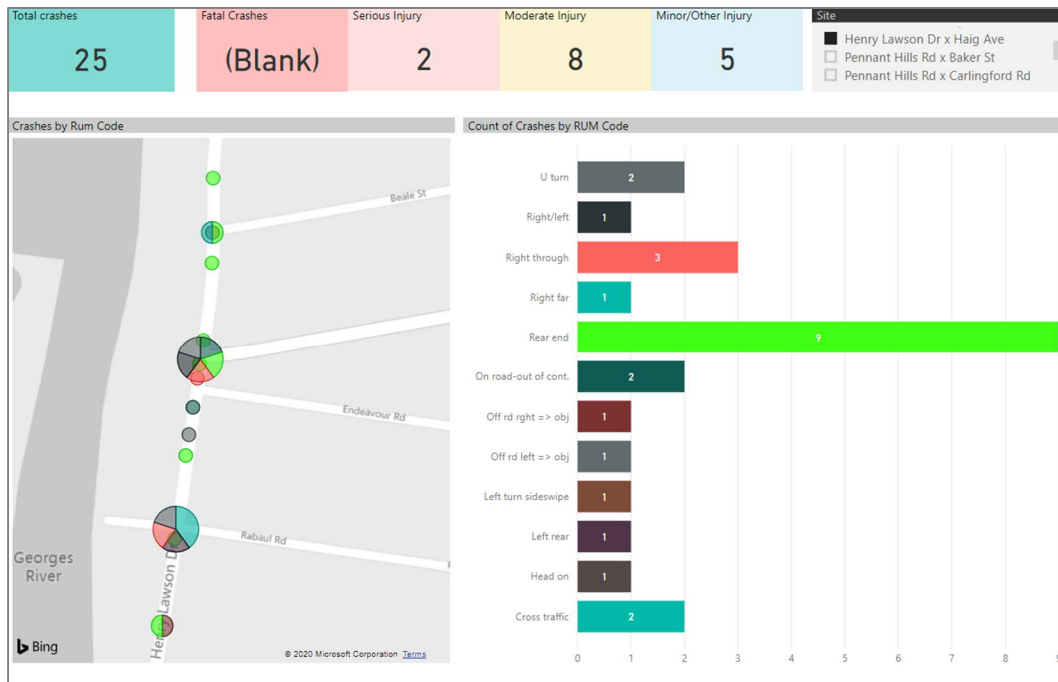 Total crashes
25
Fatal Crashes
(Blank)
Serious Injury
2
Moderate Injury
8
Minor/Other Injury
5
Site
Henry Lawson Dr x Haig Ave
Pennant Hills Rd x Baker St
Pennant Hills Rd x Carlingford Rd
Crashes by Rum Code
Beale St
Endeavour Rd
Rabaul Rd
Georges
River
Henry Lawson D
Bing
© 2020 Microsoft Corporation Terms
Count of Crashes by RUM Code
U turn
2
Right/left
1
Right through
3
Right far
1
Rear end
9
On road-out of cont.
2
Off rd rght => obj
1
Off rd left => obj
1
Left turn sideswipe
1
Left rear
1
Head on
1
Cross traffic
2
0 1 2 3 4 5 6 7 8 9